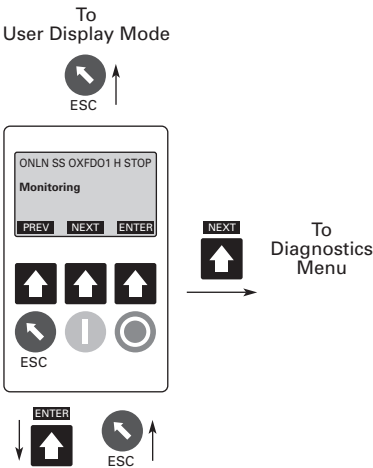 To
User Display Mode
ESC
ONLN SS OXFDO1 H STOP
Monitoring
PREV NEXT ENTER
ESC
NEXT
To
Diagnostics
Menu
ENTER
ESC